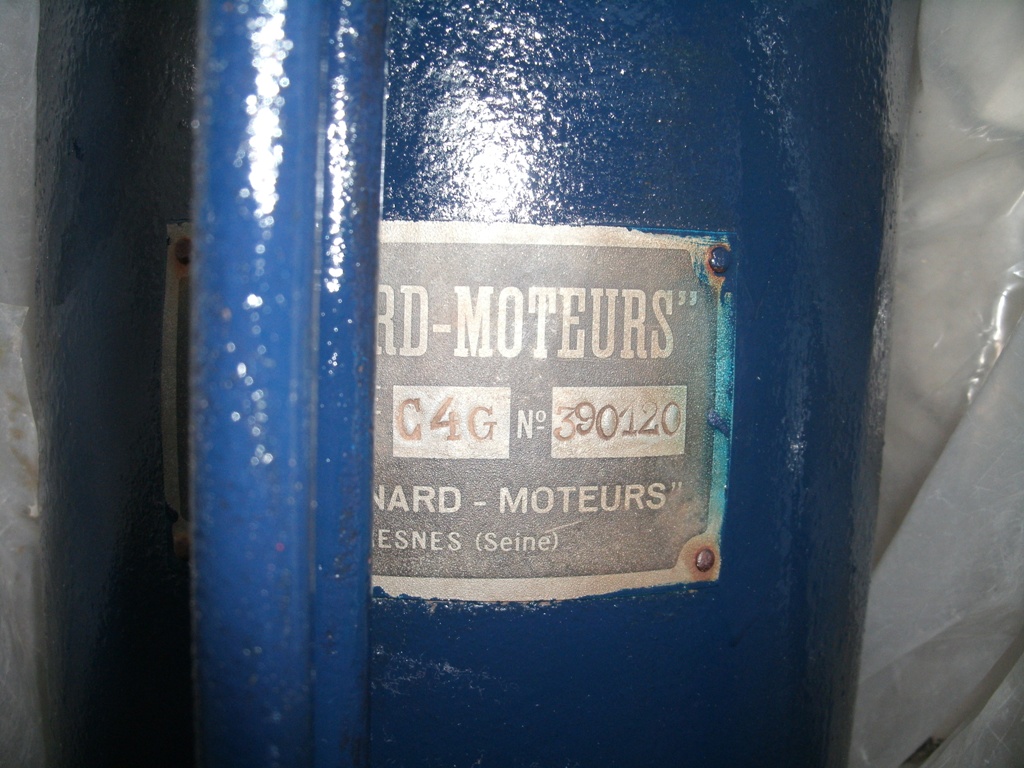 RD-MOTEURS"
C4G Nº 390120
NARD - MOTEURS"
ESNES (Seine)